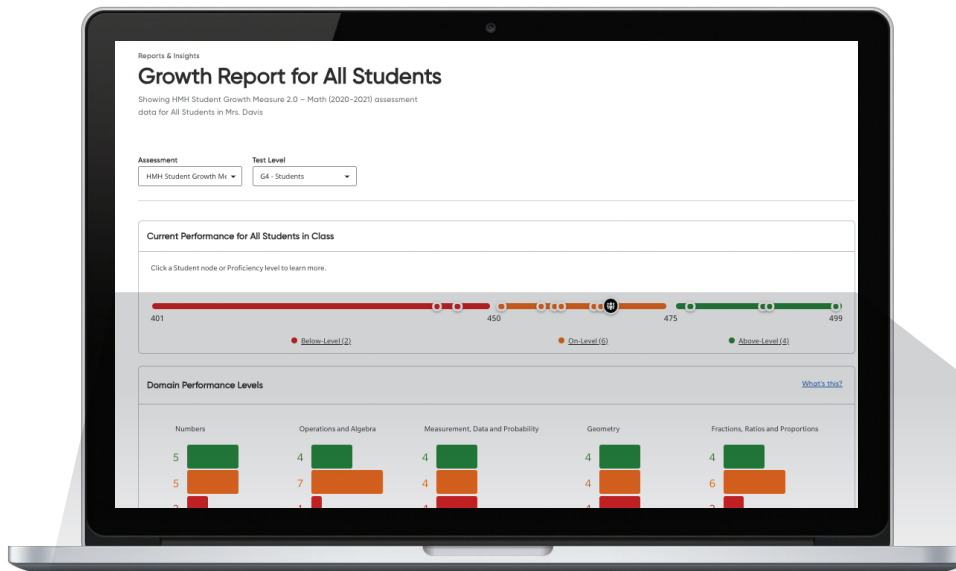 Reports & Insights
Growth Report for All Students
Showing HMH Student Growth Measure 2.0 – Math (2020-2021) assessment
data for All Students in Mrs. Davis
Assessment Test Level
HMH Student Growth Me G4 - Students
Current Performance for All Students in Class
Click a Student node or Proficiency level to learn more.
401 450 475 499
Below-Level (2) On-Level (6) Above-Level (4)
Domain Performance Levels What's this?
Numbers Operations and Algebra Measurement, Data and Probability Geometry Fractions, Ratios and Proportions
5 4 4 4 4
5 7 4 4 6